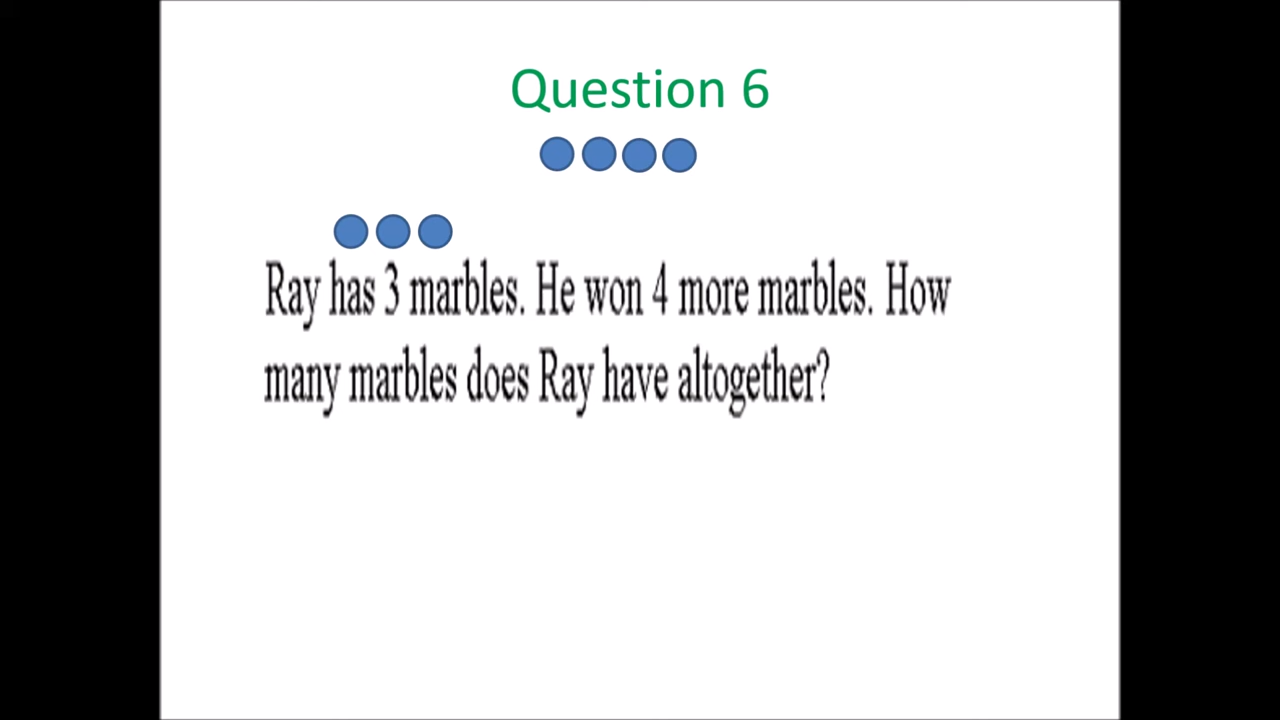 Question 6
Ray has 3 marbles. He won 4 more marbles. How
many marbles does Ray have altogether?